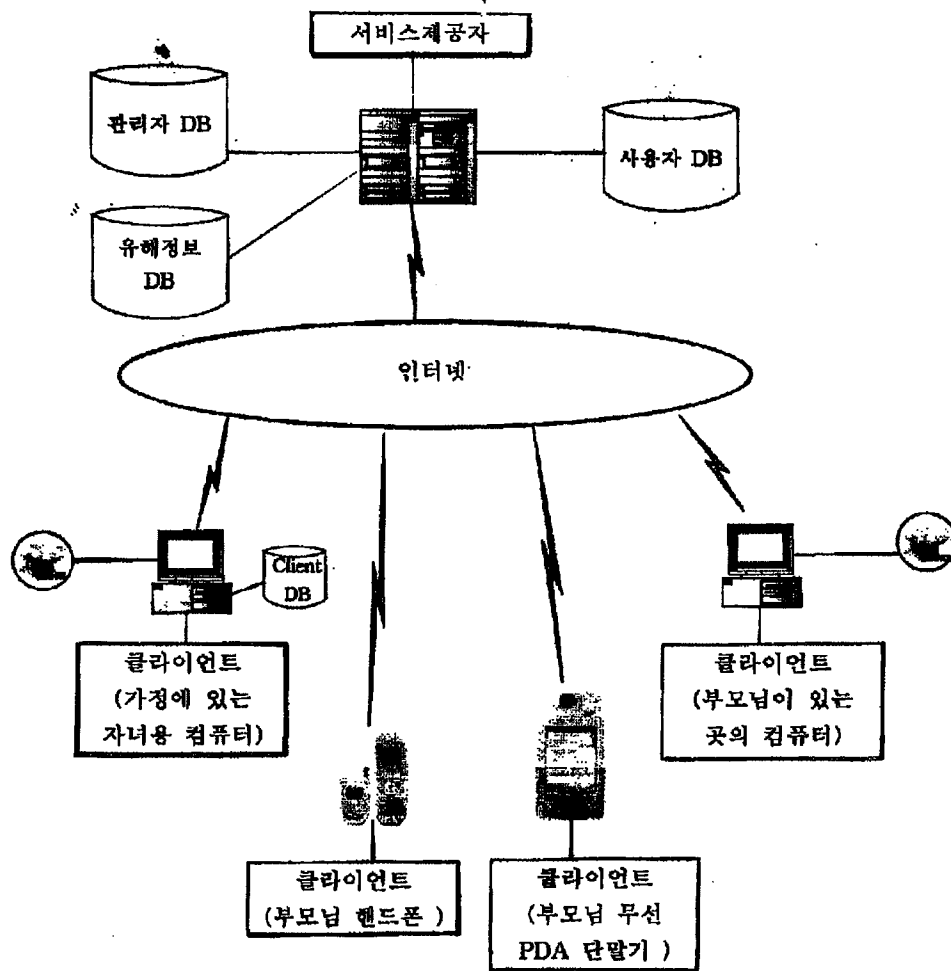 서비스제공자
관리자 DB
사용자 DB
유해정보
DB
인터넷
Client
DB
클라이언트
(가정에 있는
자녀용 컴퓨터)
클라이언트
(부모님이 있는
곳의 컴퓨터)
클라이언트
(부모님 핸드폰 )
클라이언트
(부모님 무선
PDA 단말기 )